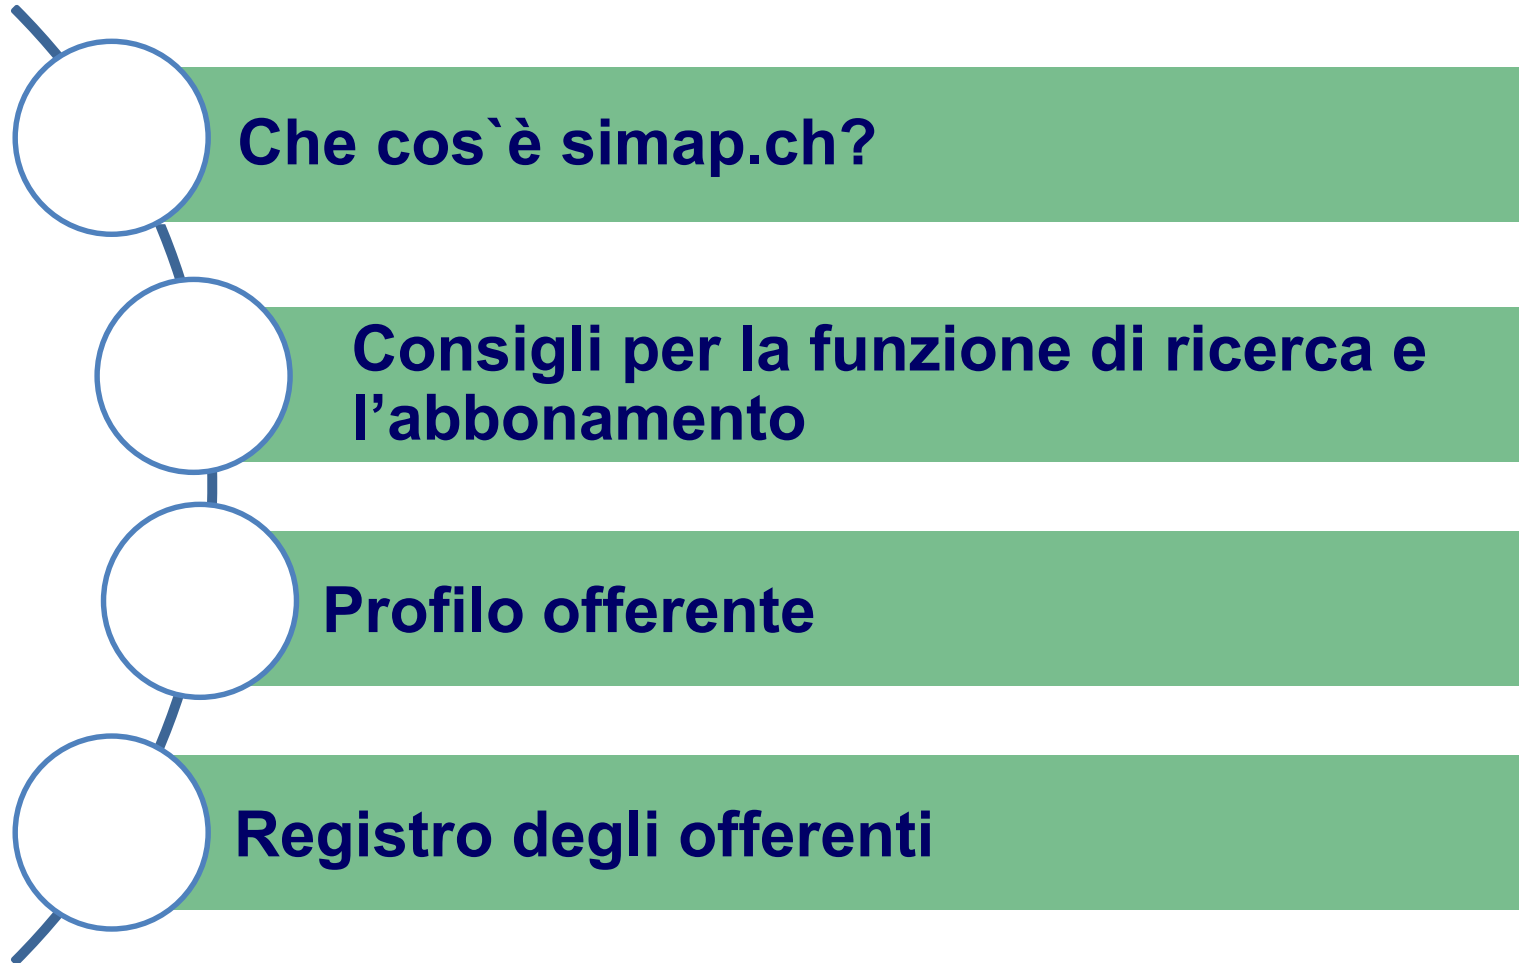 Che cos`è simap.ch?
Consigli per la funzione di ricerca e
l’abbonamento
Profilo offerente
Registro degli offerenti